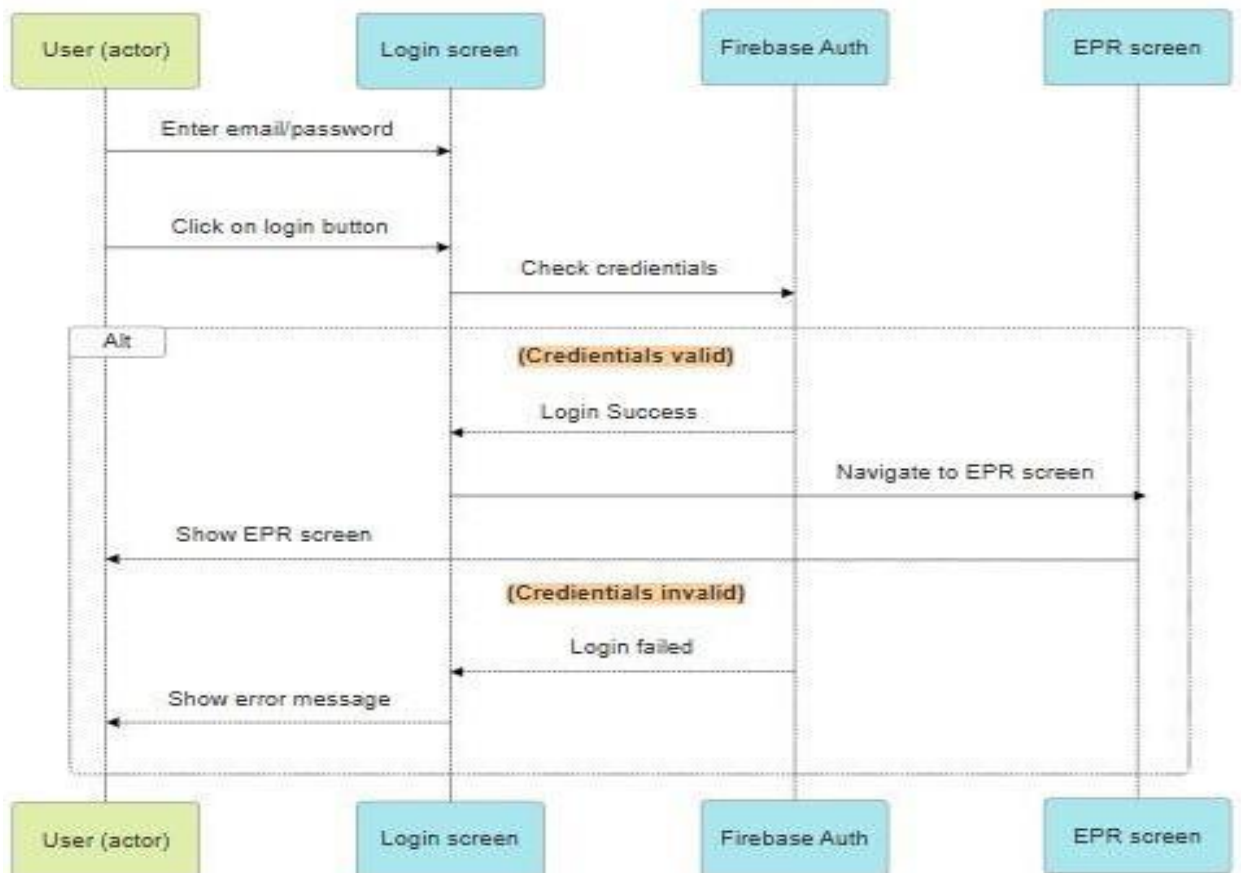 User (actor)
Login screen
Firebase Auth
EPR screen
Enter email/password
Click on login button
Check credentials
Alt
(Credientials valid)
Login Success
Navigate to EPR screen
Show EPR screen
(Credientials invalid)
Login failed
Show error message
User (actor)
Login screen
Firebase Auth
EPR screen